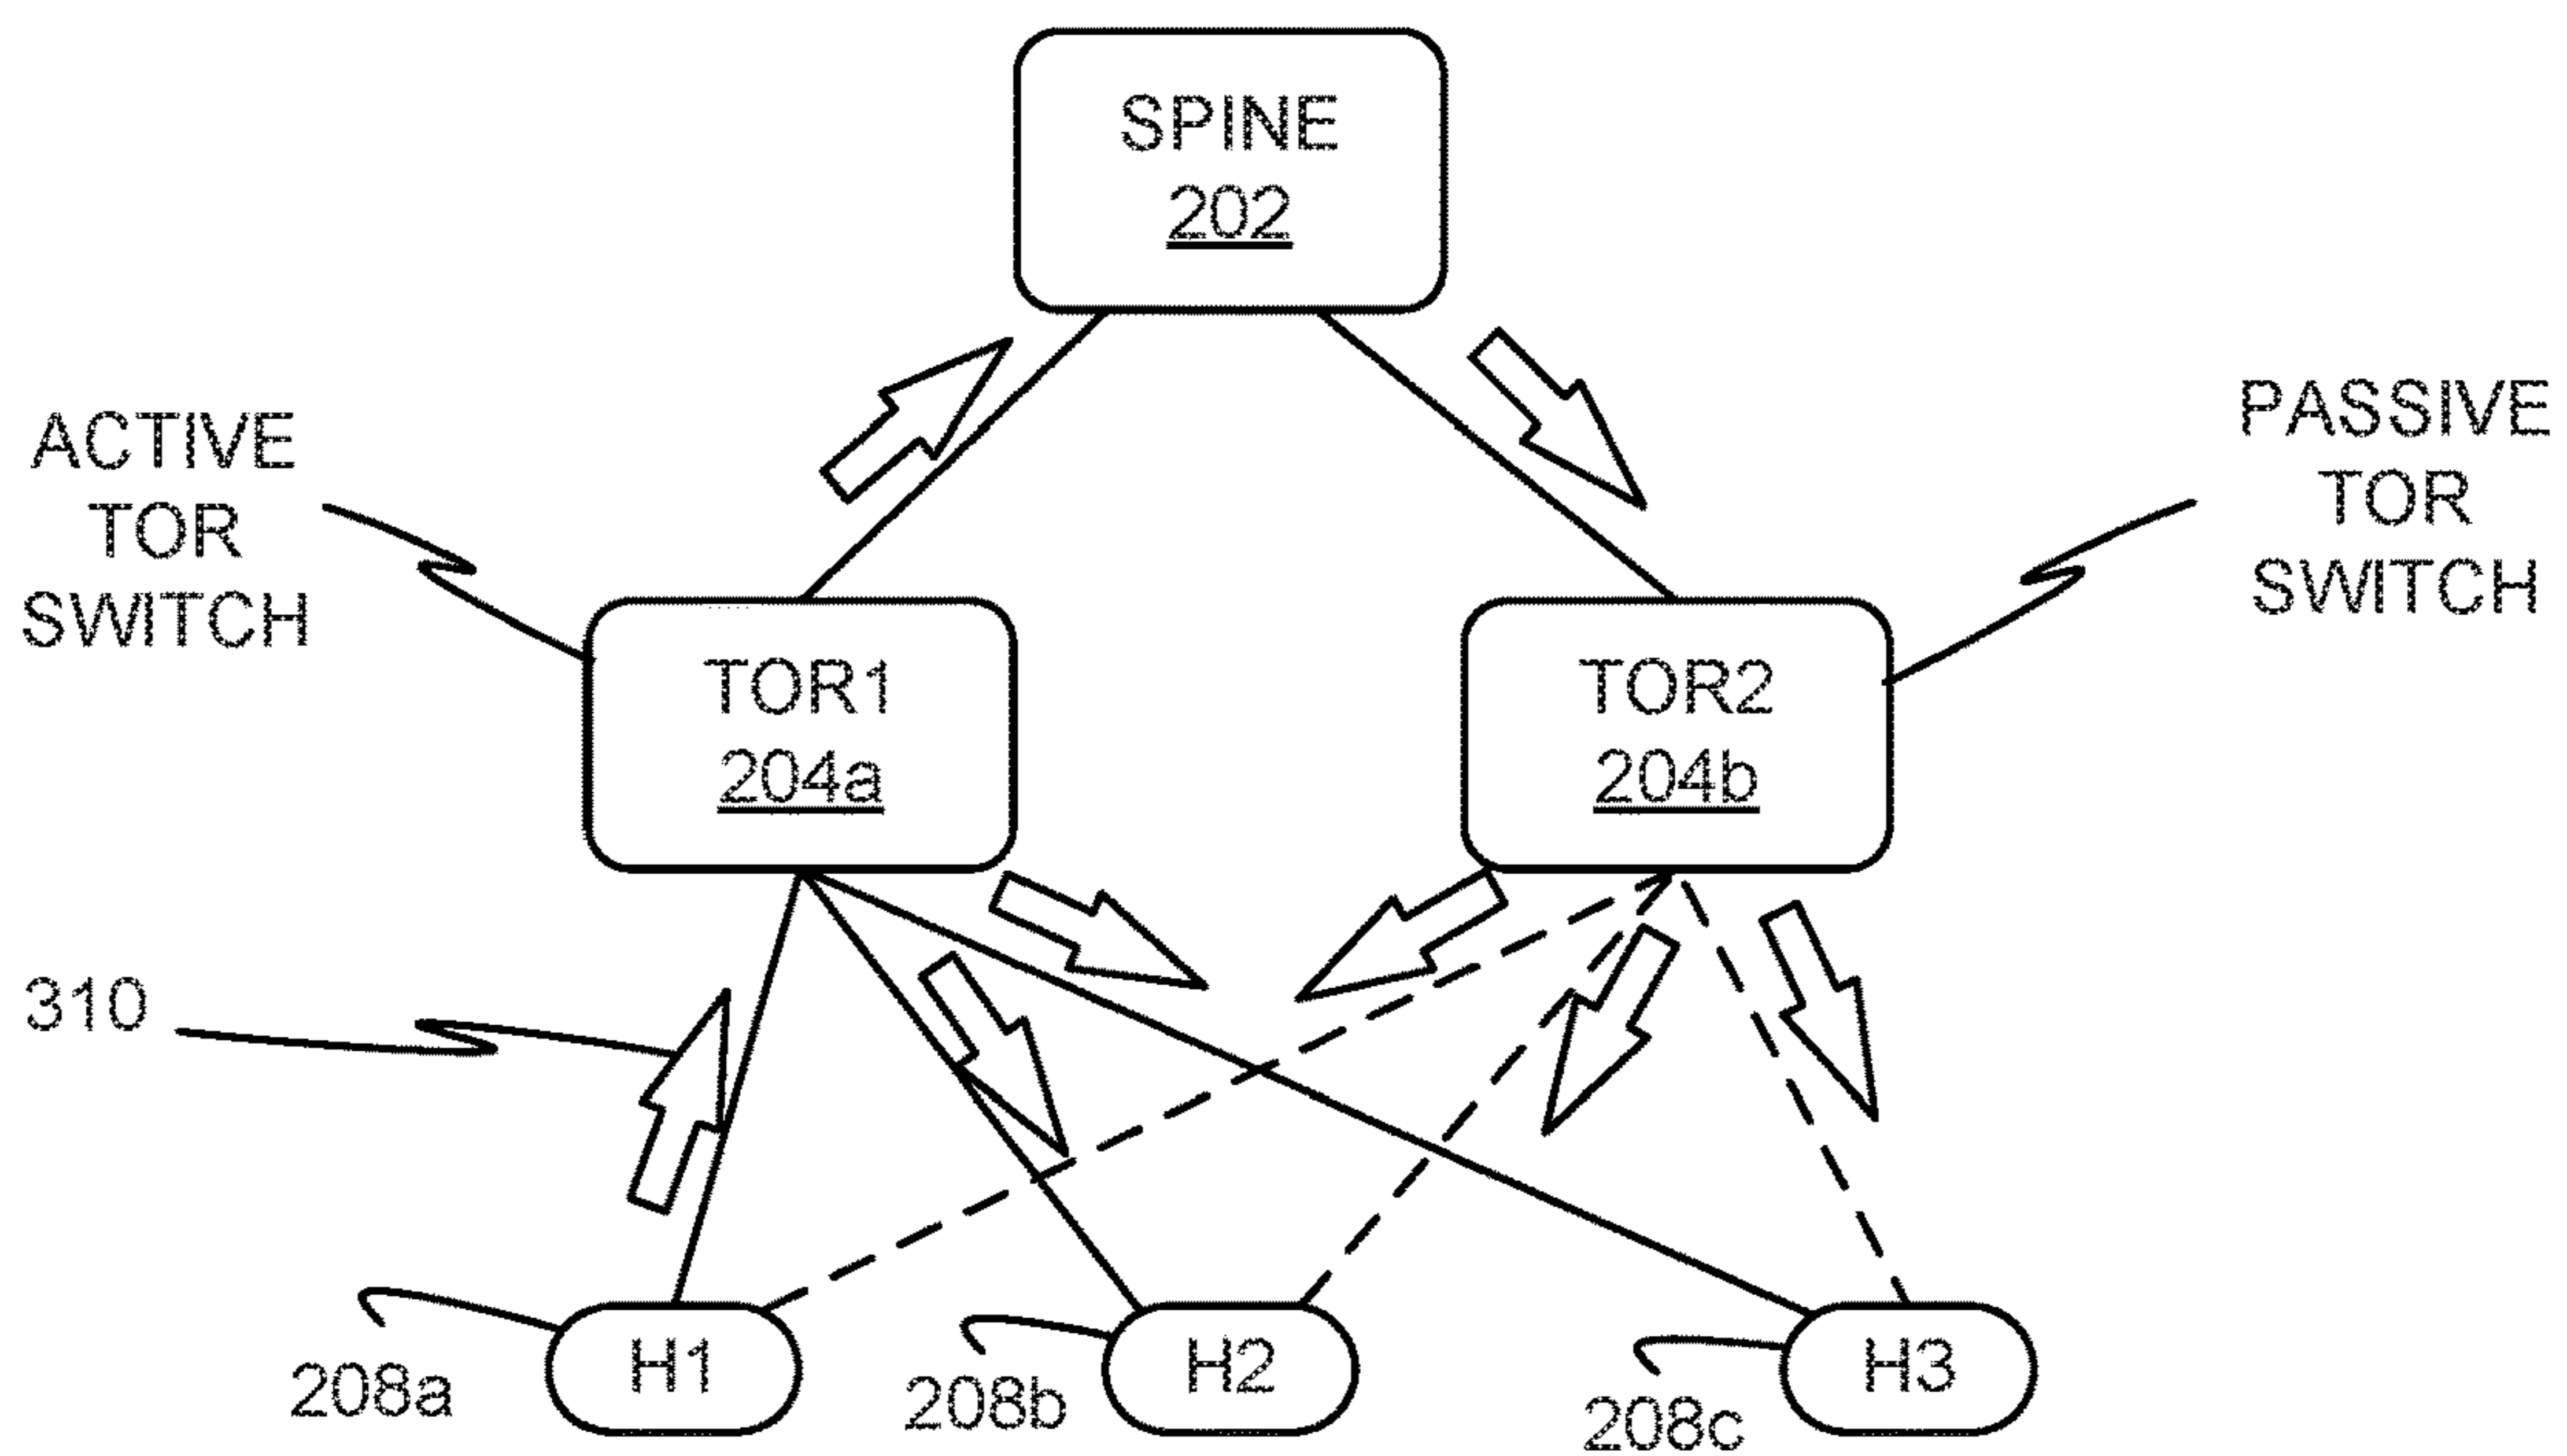 SPINE
202
ACTIVE
TOR
SWITCH
PASSIVE
TOR
SWITCH
TOR1
204a
TOR2
204b
310
H1
208a
H2
208b
H3
208c